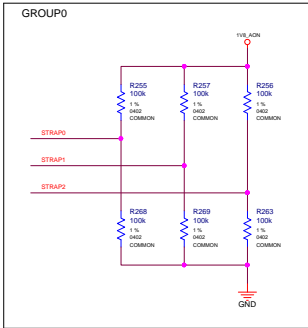 GROUP0
1V8_AON
R255
100k
1 %
0402
COMMON
R257
100k
1 %
0402
COMMON
R256
100k
1 %
0402
COMMON
STRAP0
STRAP1
STRAP2
R268
100k
1 %
0402
COMMON
R269
100k
1 %
0402
COMMON
R263
100k
1 %
0402
COMMON
GND